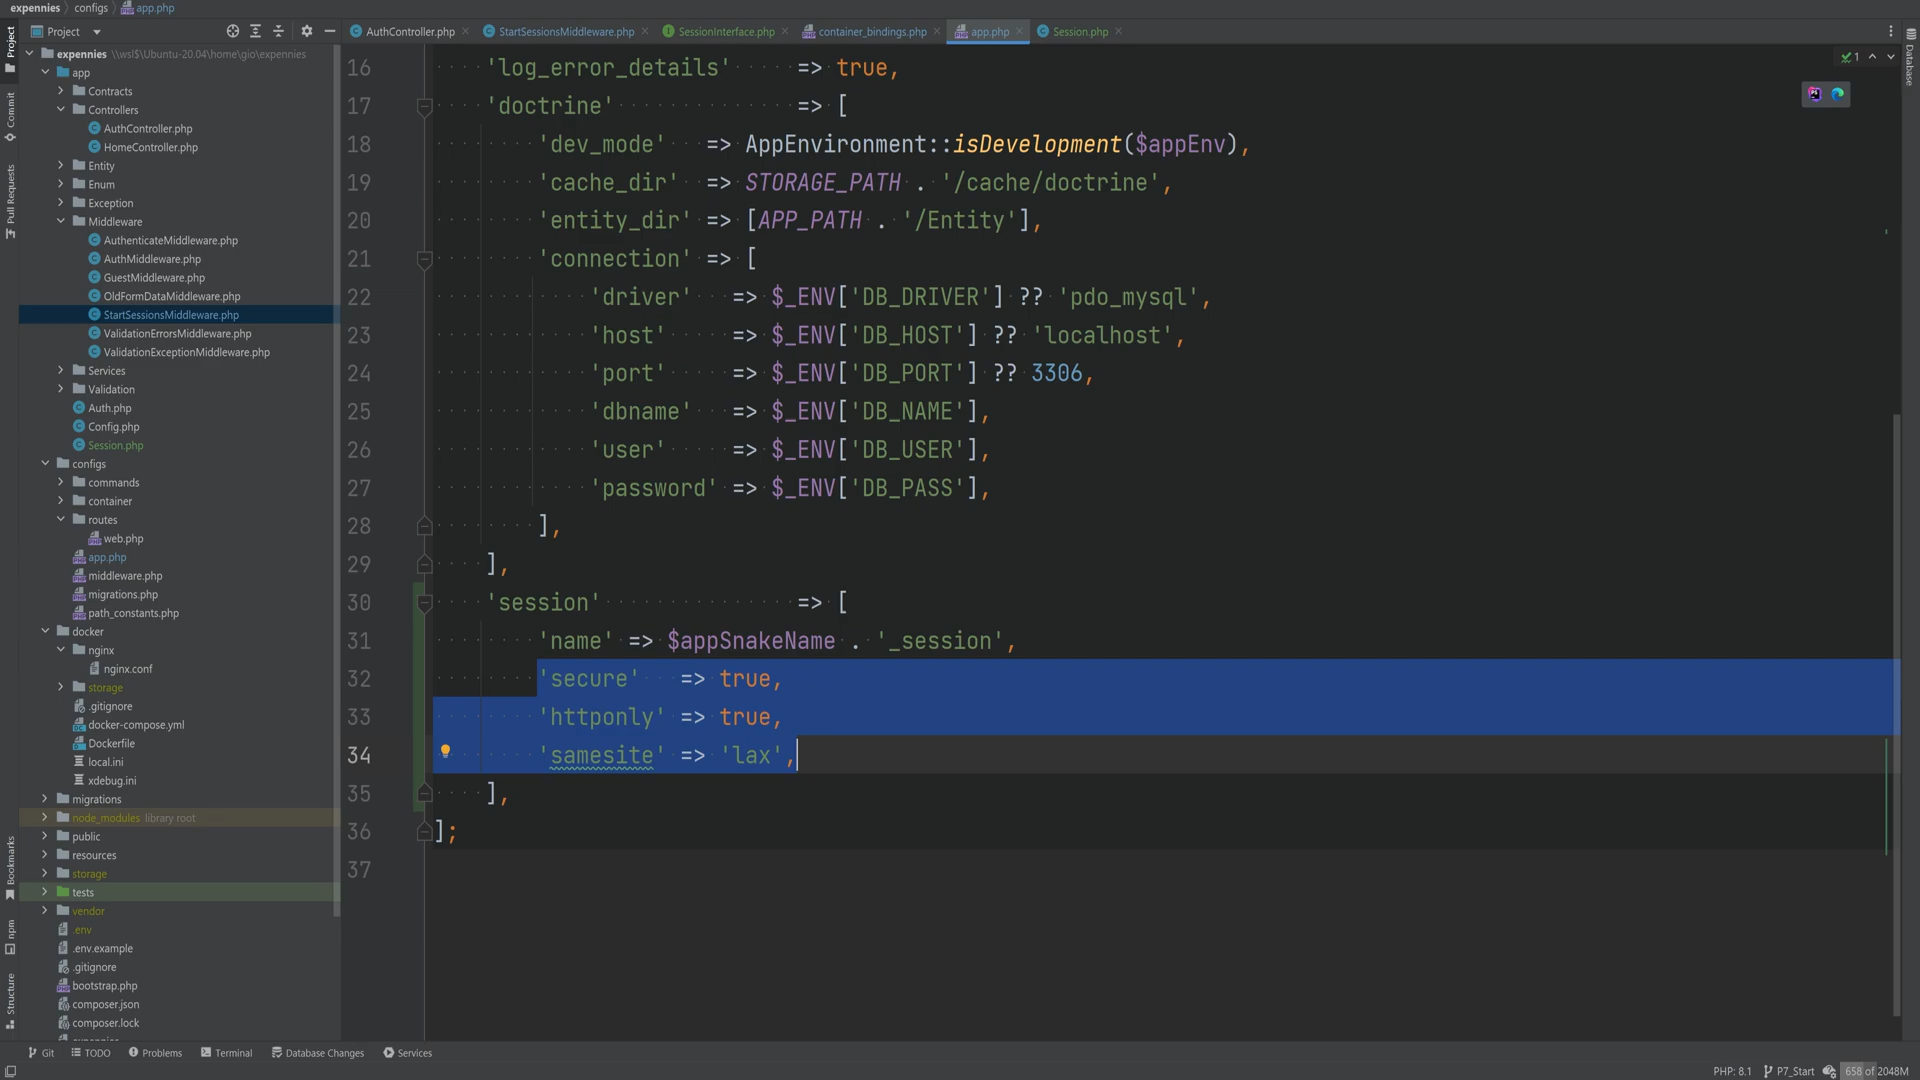 expennies configs app.php
Project
AuthController.php StartSessionsMiddleware.php SessionInterface.php container_bindings.php app.php Session.php
expennies \\wsl$\Ubuntu-20.04\home\gio\expennies
app
Contracts
Controllers
AuthController.php
HomeController.php
Entity
Enum
Exception
Middleware
AuthenticateMiddleware.php
AuthMiddleware.php
GuestMiddleware.php
OldFormDataMiddleware.php
StartSessionsMiddleware.php
ValidationErrorsMiddleware.php
ValidationExceptionMiddleware.php
Services
Validation
Auth.php
Config.php
Session.php
configs
commands
container
routes
web.php
app.php
middleware.php
migrations.php
path_constants.php
docker
nginx
nginx.conf
storage
.gitignore
docker-compose.yml
Dockerfile
local.ini
xdebug.ini
migrations
node_modules library root
public
resources
storage
tests
vendor
.env
.env.example
.gitignore
bootstrap.php
composer.json
composer.lock
Project
Commit
Pull Requests
Bookmarks
npm
Structure
16 'log_error_details' => true,
17 'doctrine' => [
18 'dev_mode' => AppEnvironment::isDevelopment($appEnv),
19 'cache_dir' => STORAGE_PATH . '/cache/doctrine',
20 'entity_dir' => [APP_PATH . '/Entity'],
21 'connection' => [
22 'driver' => $_ENV['DB_DRIVER'] ?? 'pdo_mysql',
23 'host' => $_ENV['DB_HOST'] ?? 'localhost',
24 'port' => $_ENV['DB_PORT'] ?? 3306,
25 'dbname' => $_ENV['DB_NAME'],
26 'user' => $_ENV['DB_USER'],
27 'password' => $_ENV['DB_PASS'],
28 ],
29 ],
30 'session' => [
31 'name' => $appSnakeName . '_session',
32 'secure' => true,
33 'httponly' => true,
34 'samesite' => 'lax',
35 ],
36 ];
37
1
Database
Git TODO Problems Terminal Database Changes Services
PHP: 8.1 P7_Start 658 of 2048M